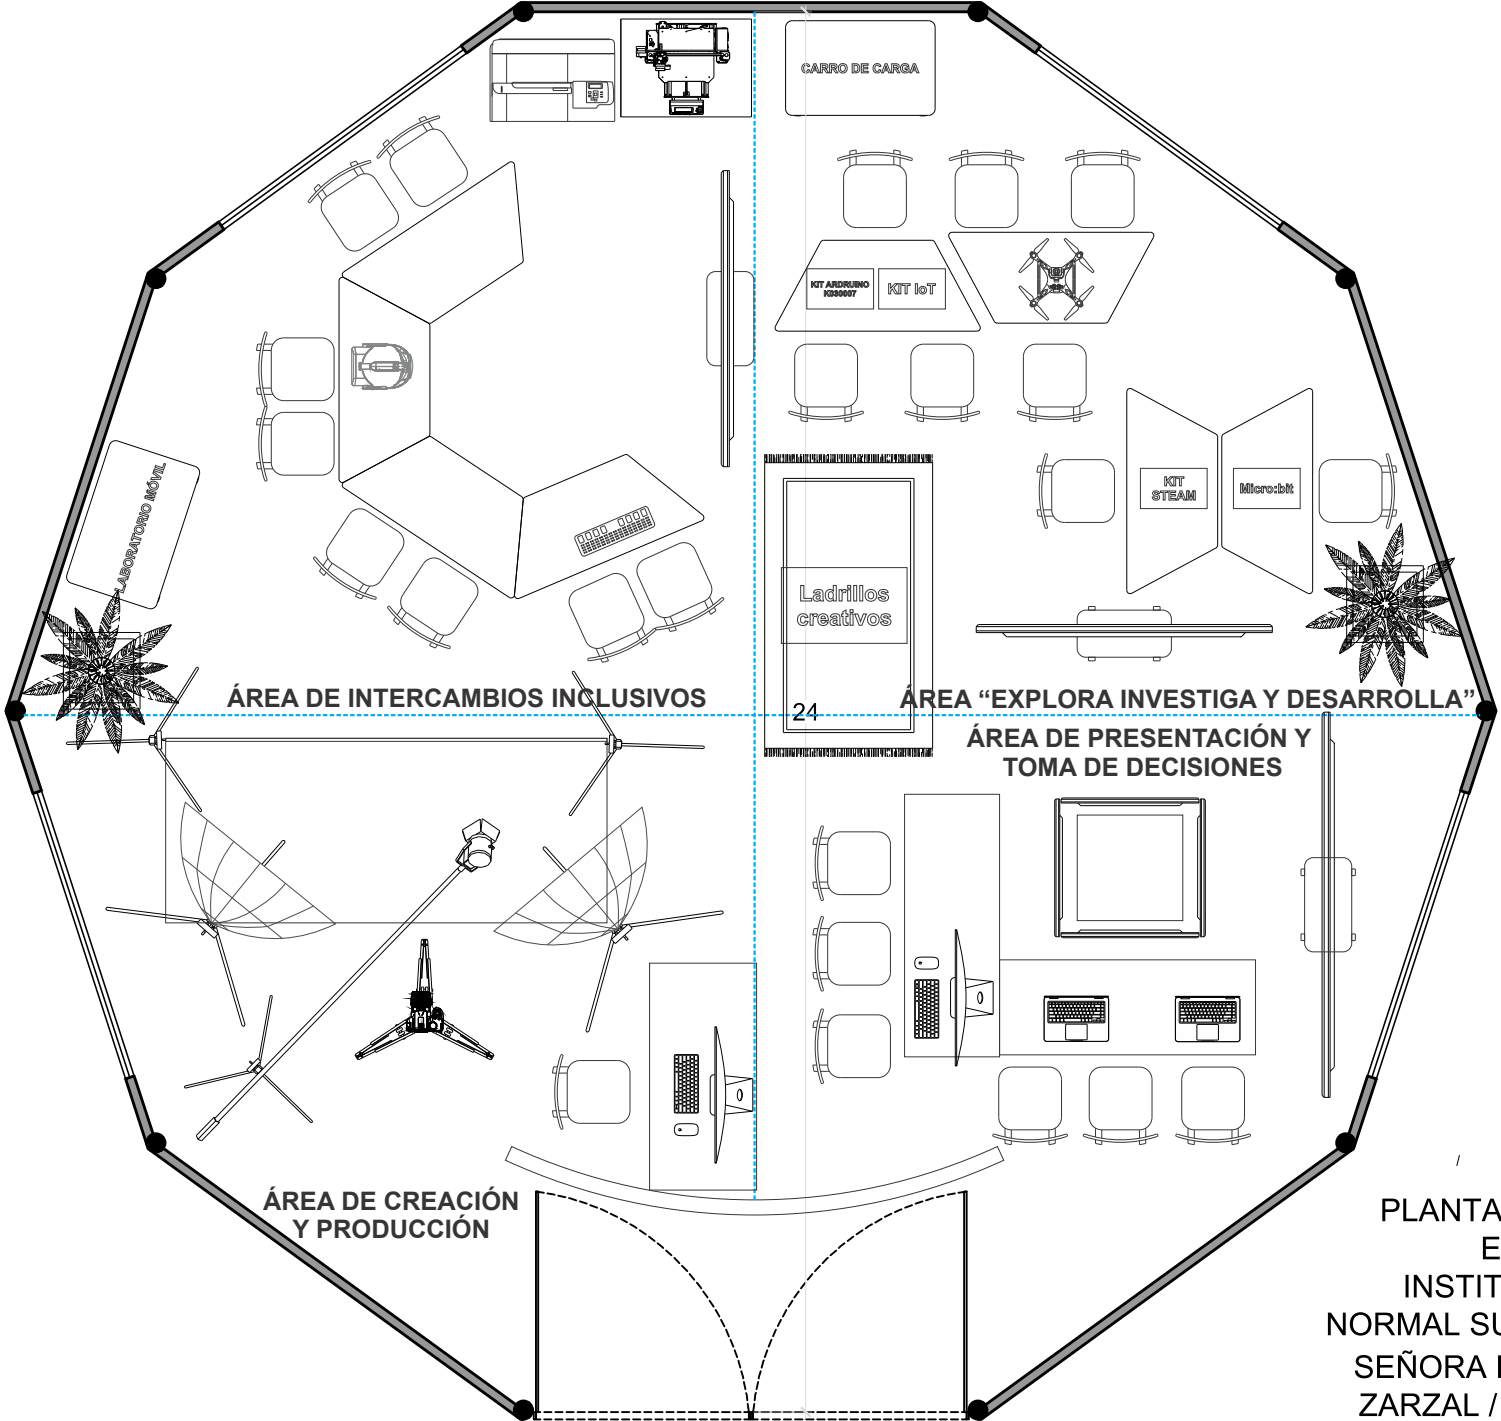 CARRO DE CARGA
KIT ARDRUINO
K030007
KIT IoT
KIT
STEAM
Micro:bit
LABORATORIO MÓVIL
Ladrillos
creativos
ÁREA DE INTERCAMBIOS INCLUSIVOS
24
ÁREA “EXPLORA INVESTIGA Y DESARROLLA”
ÁREA DE PRESENTACIÓN Y
TOMA DE DECISIONES
ÁREA DE CREACIÓN
Y PRODUCCIÓN
/
PLANTA
E
INSTIT
NORMAL SU
SEÑORA
ZARZAL /